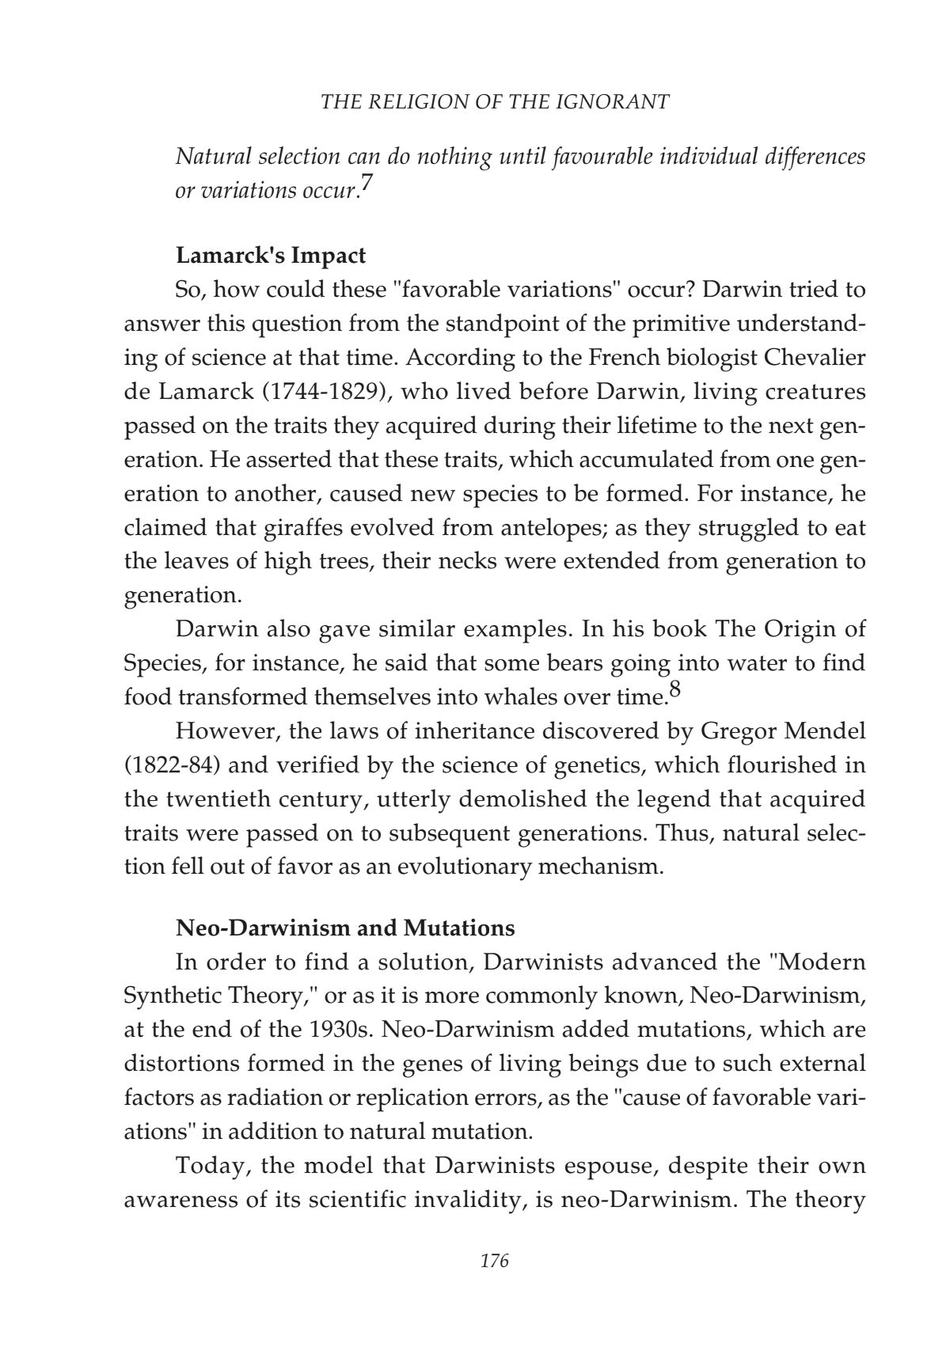 THE RELIGION OF THE IGNORANT
Natural selection can do nothing until favourable individual differences
or variations occur.7
Lamarck's Impact
So, how could these "favorable variations" occur? Darwin tried to
answer this question from the standpoint of the primitive understand-
ing of science at that time. According to the French biologist Chevalier
de Lamarck (1744-1829), who lived before Darwin, living creatures
passed on the traits they acquired during their lifetime to the next gen-
eration. He asserted that these traits, which accumulated from one gen-
eration to another, caused new species to be formed. For instance, he
claimed that giraffes evolved from antelopes; as they struggled to eat
the leaves of high trees, their necks were extended from generation to
generation.
Darwin also gave similar examples. In his book The Origin of
Species, for instance, he said that some bears going into water to find
food transformed themselves into whales over time.8
However, the laws of inheritance discovered by Gregor Mendel
(1822-84) and verified by the science of genetics, which flourished in
the twentieth century, utterly demolished the legend that acquired
traits were passed on to subsequent generations. Thus, natural selec-
tion fell out of favor as an evolutionary mechanism.
Neo-Darwinism and Mutations
In order to find a solution, Darwinists advanced the "Modern
Synthetic Theory," or as it is more commonly known, Neo-Darwinism,
at the end of the 1930s. Neo-Darwinism added mutations, which are
distortions formed in the genes of living beings due to such external
factors as radiation or replication errors, as the "cause of favorable vari-
ations" in addition to natural mutation.
Today, the model that Darwinists espouse, despite their own
awareness of its scientific invalidity, is neo-Darwinism. The theory
176